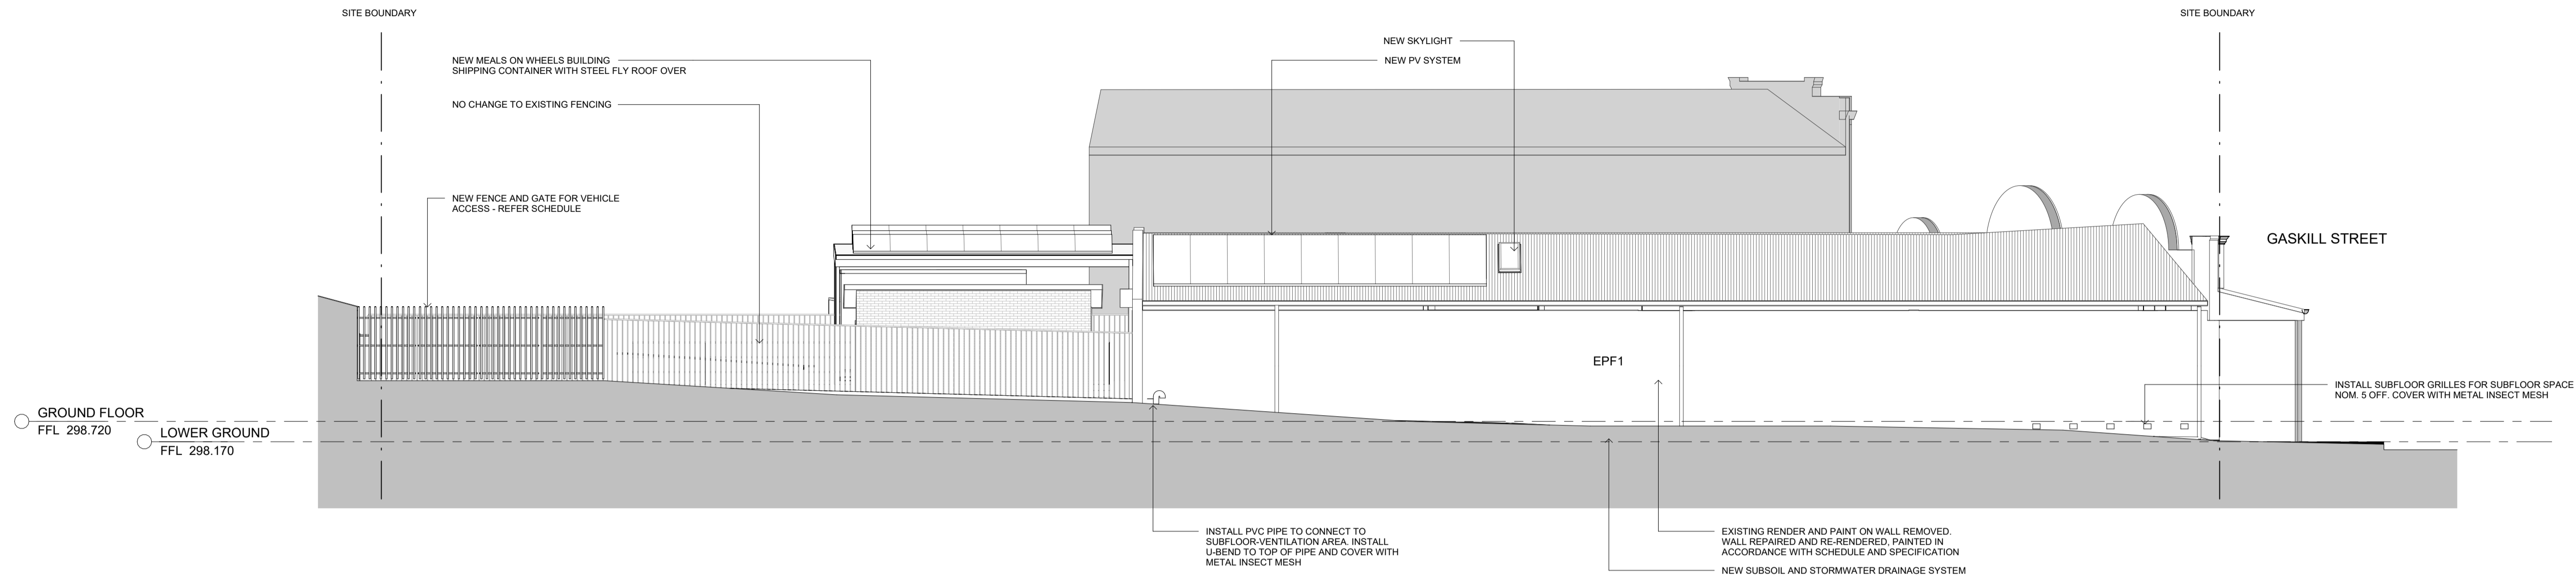 SITE BOUNDARY
SITE BOUNDARY
NEW SKYLIGHT
NEW PV SYSTEM
NEW MEALS ON WHEELS BUILDING
SHIPPING CONTAINER WITH STEEL FLY ROOF OVER
NO CHANGE TO EXISTING FENCING
NEW FENCE AND GATE FOR VEHICLE
ACCESS - REFER SCHEDULE
GASKILL STREET
EPF1
INSTALL SUBFLOOR GRILLES FOR SUBFLOOR SPACE
NOM. 5 OFF. COVER WITH METAL INSECT MESH
GROUND FLOOR
FFL 298.720
LOWER GROUND
FFL 298.170
INSTALL PVC PIPE TO CONNECT TO
SUBFLOOR-VENTILATION AREA. INSTALL
U-BEND TO TOP OF PIPE AND COVER WITH
METAL INSECT MESH
EXISTING RENDER AND PAINT ON WALL REMOVED.
WALL REPAIRED AND RE-RENDERED, PAINTED IN
ACCORDANCE WITH SCHEDULE AND SPECIFICATION
NEW SUBSOIL AND STORMWATER DRAINAGE SYSTEM